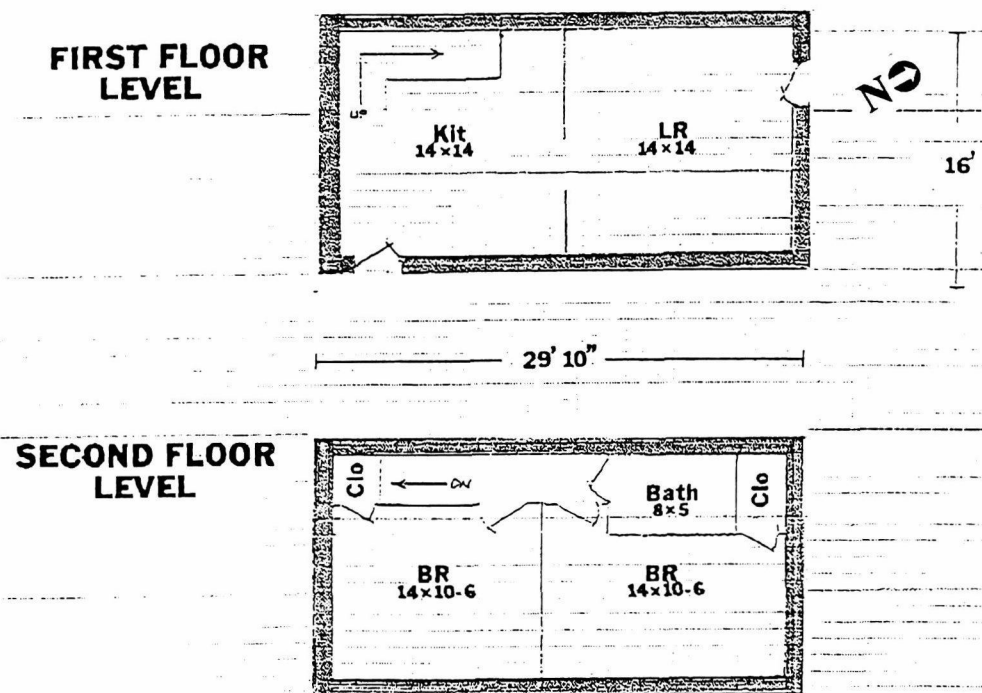 FIRST FLOOR
LEVEL
N
Kit
14×14
LR
14×14
16'
29' 10"
SECOND FLOOR
LEVEL
Clo
DN
Bath
8×5
Clo
BR
14×10-6
BR
14×10-6